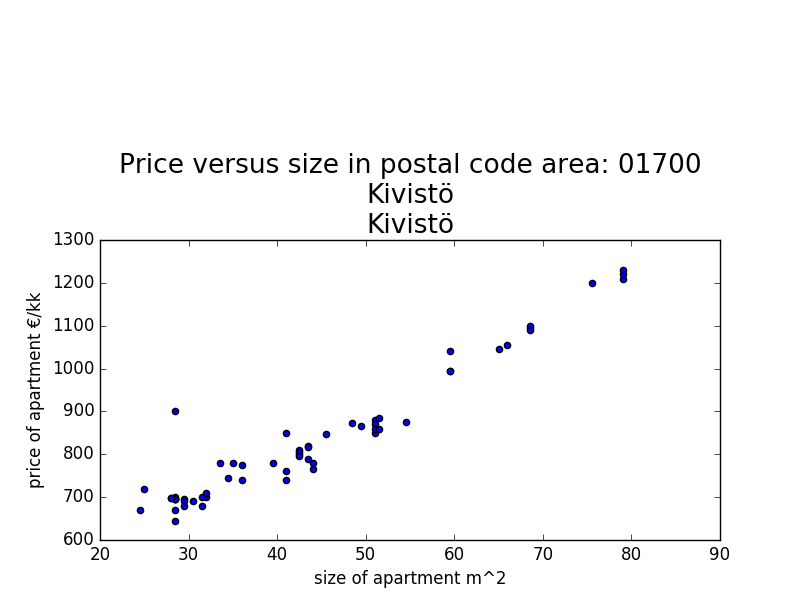 Price versus size in postal code area: 01700
Kivistö
Kivistö
1300
1200
1100
1000
900
800
700
600
price of apartment €/kk
20 30 40 50 60 70 80 90
size of apartment m^2